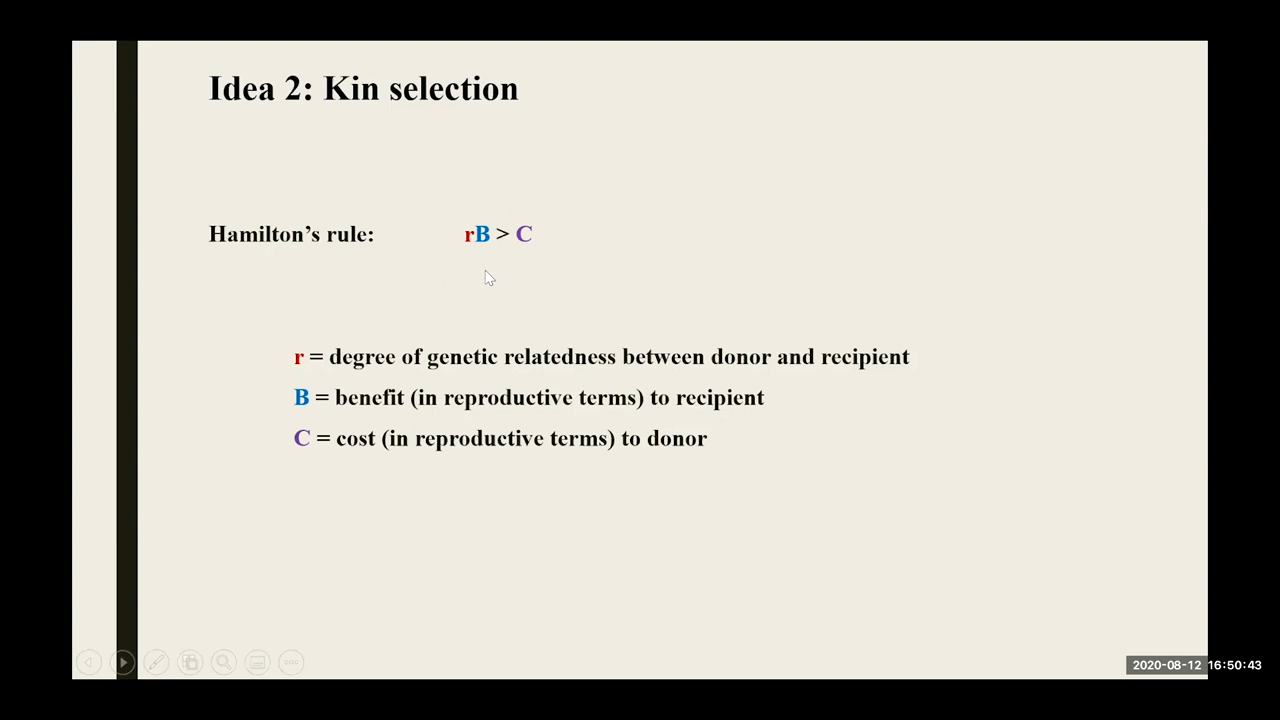 Idea 2: Kin selection
Hamilton’s rule: rB > C
r = degree of genetic relatedness between donor and recipient
B = benefit (in reproductive terms) to recipient
C = cost (in reproductive terms) to donor
2020-08-12 16:50:43